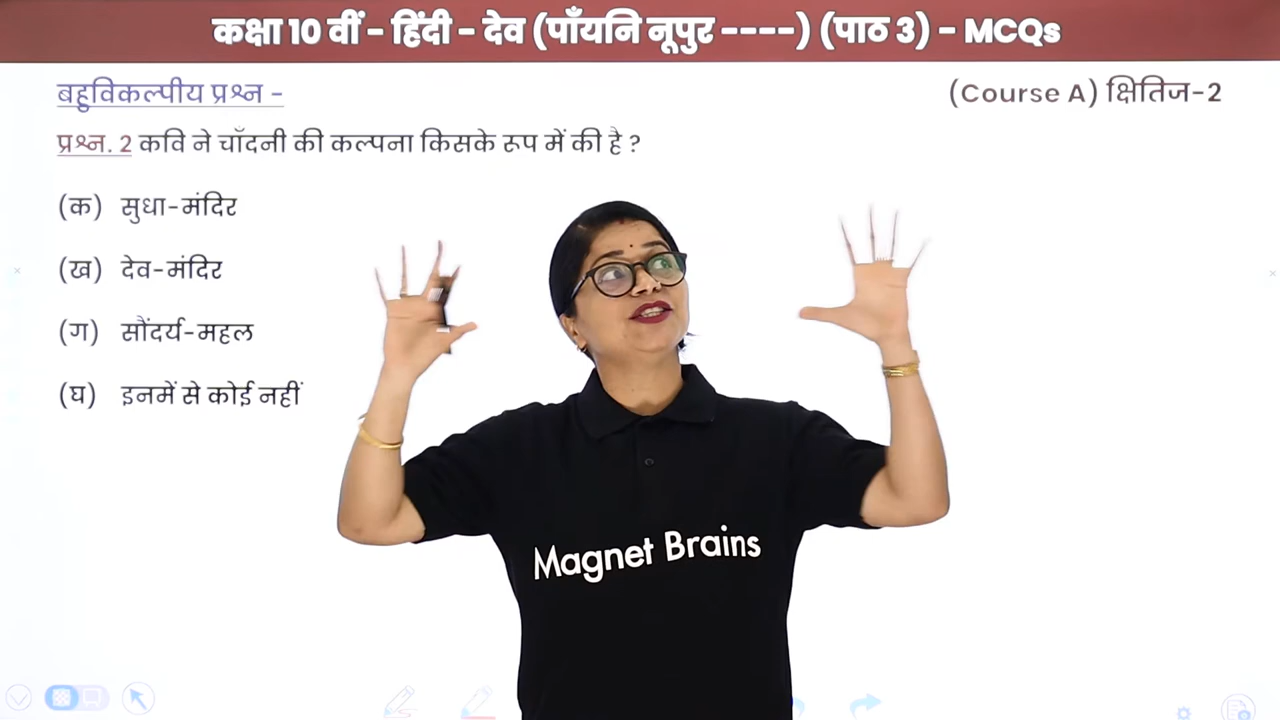 कक्षा 10 वीं - हिंदी - देव (पाँयनि नूपुर ----) (पाठ 3) - MCQs
बहुविकल्पीय प्रश्न -
(Course A) क्षितिज-2
प्रश्न. 2 कवि ने चाँदनी की कल्पना किसके रूप में की है ?
(क) सुधा-मंदिर
(ख) देव-मंदिर
(ग) सौंदर्य-महल
(घ) इनमें से कोई नहीं
Magnet Brains